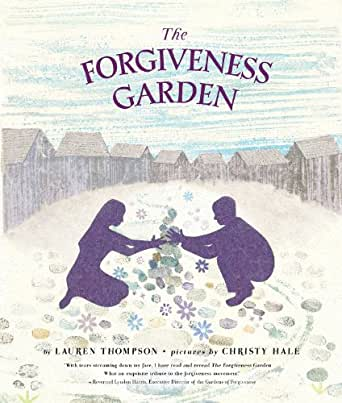 The
FORGIVENESS
GARDEN
by LAUREN THOMPSON • pictures by CHRISTY HALE
"With tears streaming down my face, I have read and reread The Forgiveness Garden
What an exquisite tribute to the forgiveness movement."
– Reverend Lyndon Harris, Executive Director of the Gardens of Forgiveness